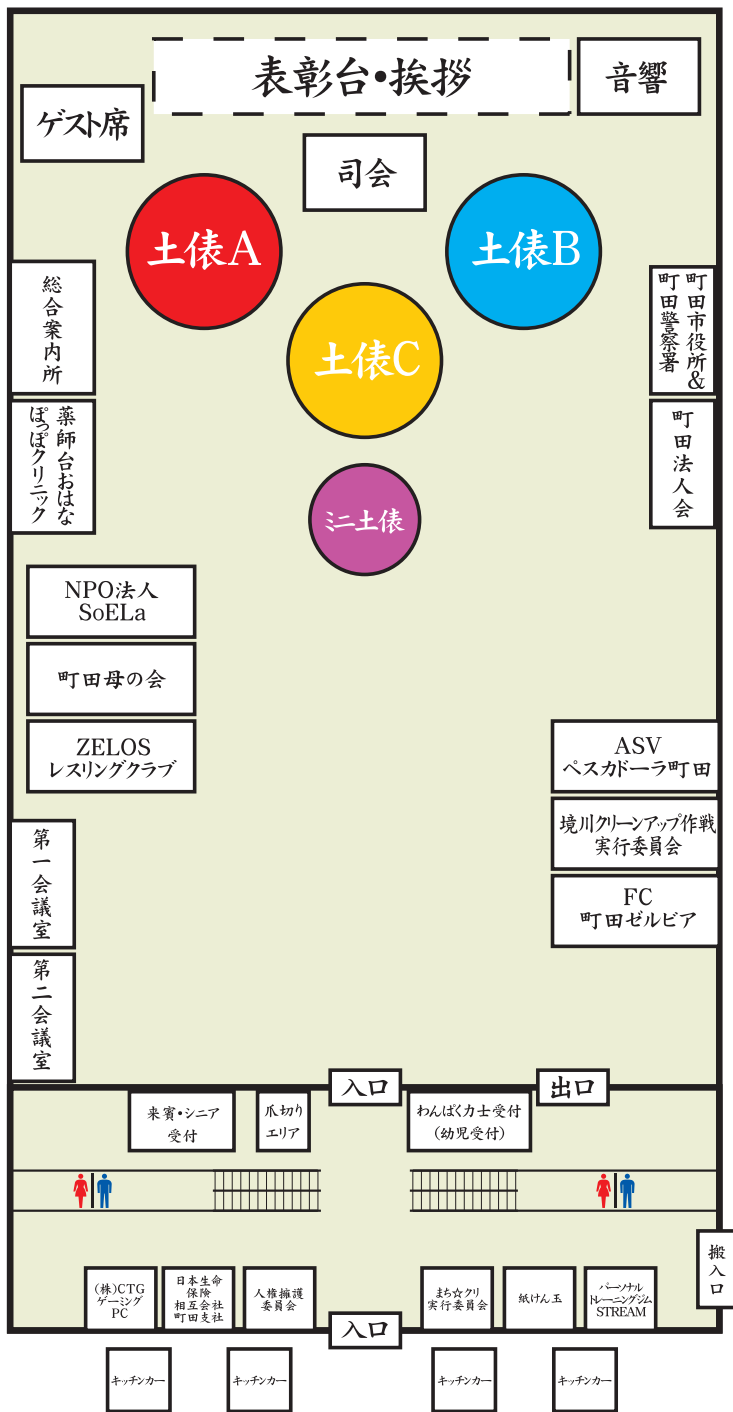 表彰台・挨拶
音響
ゲスト席
司会
土俵A
土俵B
土俵C
ミニ土俵
総合案内所
薬師台おはな
ぽっぽクリニック
町田市役所&
町田警察署
町田法人会
NPO法人
SoELa
町田母の会
ZELOS
レスリングクラブ
ASV
ペスカドーラ町田
境川クリーンアップ作戦
実行委員会
FC
町田ゼルビア
第一会議室
第二会議室
入口
出口
来賓・シニア
受付
爪切り
エリア
わんぱく力士受付
(幼児受付)
搬入口
(株)CTG
ゲーミング
PC
日本生命
保険
相互会社
町田支社
人権擁護
委員会
まち☆クリ
実行委員会
紙けん玉
パーソナル
トレーニングジム
STREAM
入口
キッチンカー
キッチンカー
キッチンカー
キッチンカー